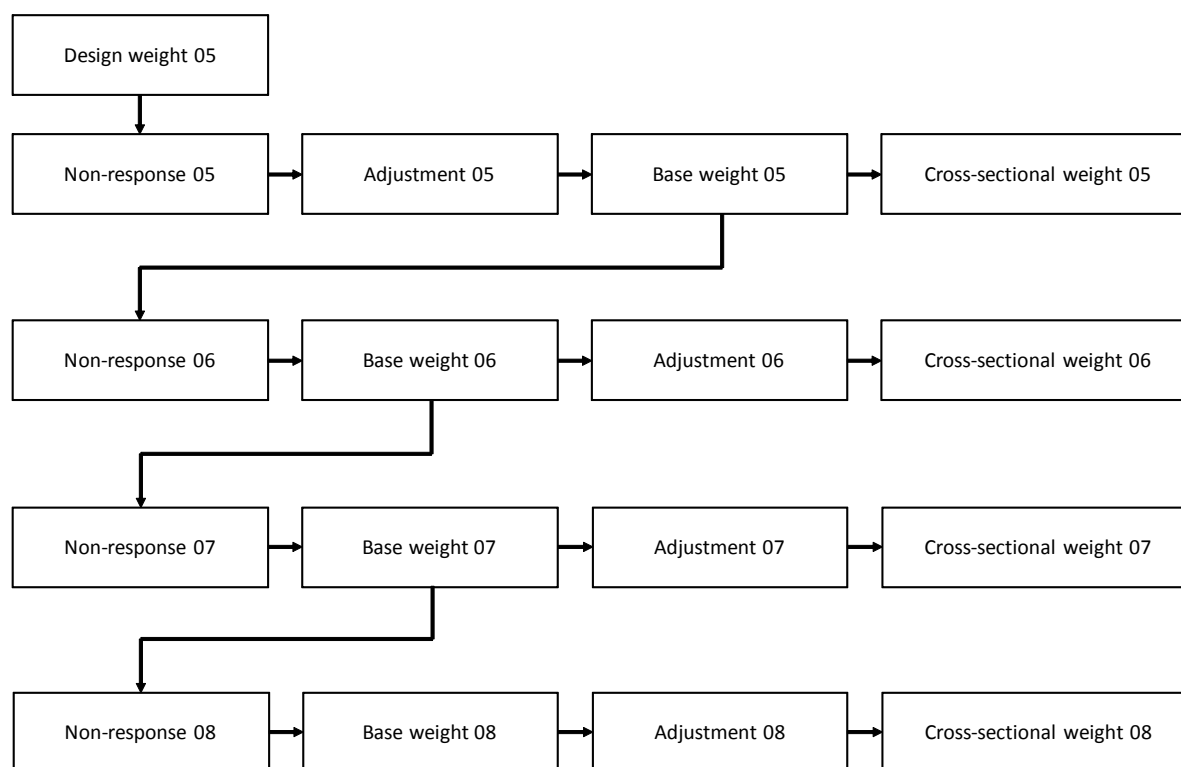 Design weight 05
Non-response 05
Adjustment 05
Base weight 05
Cross-sectional weight 05
Non-response 06
Base weight 06
Adjustment 06
Cross-sectional weight 06
Non-response 07
Base weight 07
Adjustment 07
Cross-sectional weight 07
Non-response 08
Base weight 08
Adjustment 08
Cross-sectional weight 08